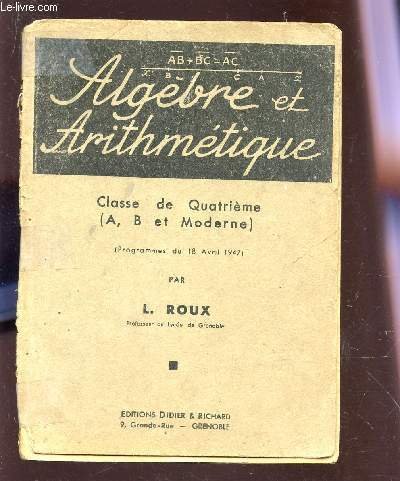 Le-livre.com
AB + BC = AC
X B C A X
Algèbre et
Arithmétique
Classe de Quatrième
(A, B et Moderne)
(Programmes du 18 Avril 1947)
PAR
L. ROUX
Professeur au Lycée de Grenoble
EDITIONS DIDIER & RICHARD
9, Grande-Rue — GRENOBLE